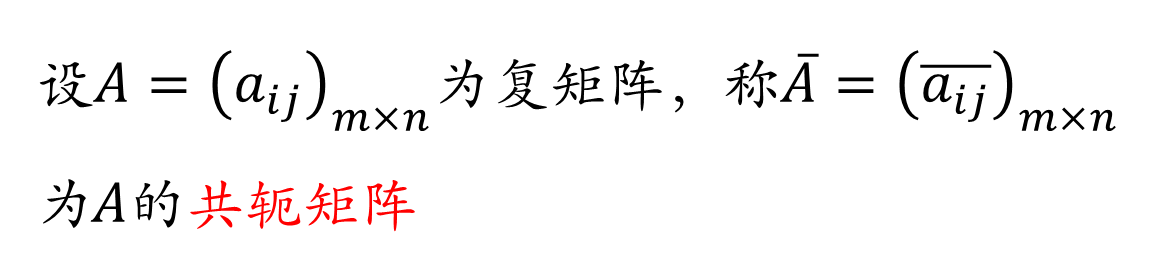 设A = (a_{ij})_{m×n}为复矩阵，称Ā = (\overline{a_{ij}})_{m×n}
为A的共轭矩阵